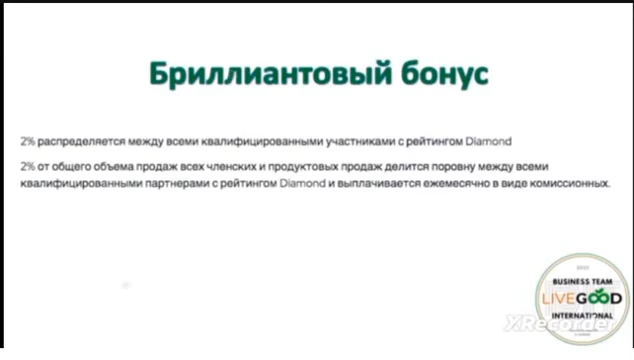 Бриллиантовый бонус
2% распределяется между всеми квалифицированными участниками с рейтингом Diamond
2% от общего объема продаж всех членских и продуктовых продаж делится поровну между всеми
квалифицированными партнерами с рейтингом Diamond и выплачивается ежемесячно в виде комиссионных.
BUSINESS TEAM
LIVEGOOD
INTERNATIONAL
XRecorder